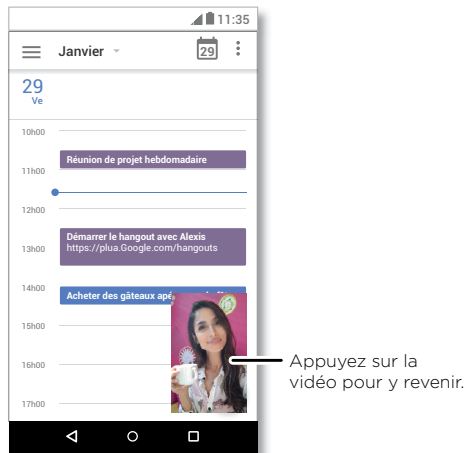 11:35
Janvier
29
29
Ve
10h00
Réunion de projet hebdomadaire
11h00
12h00
Démarrer le hangout avec Alexis
https://plua.Google.com/hangouts
13h00
14h00
Acheter des gâteaux
15h00
16h00
17h00
Appuyez sur la
vidéo pour y revenir.